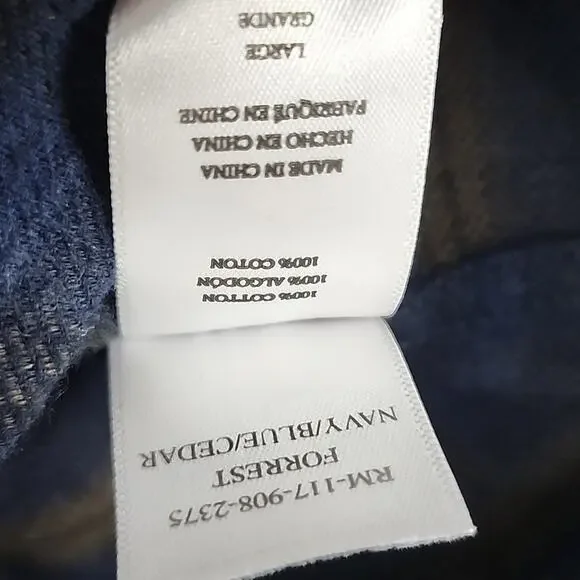 RM-117-908-2375
FORREST
NAVY/BLUE/CEDAR
100% COTTON
100% ALGODÓN
100% COTON
MADE IN CHINA
HECHO EN CHINA
FABRIQUÉ EN CHINE
LARGE
GRANDE